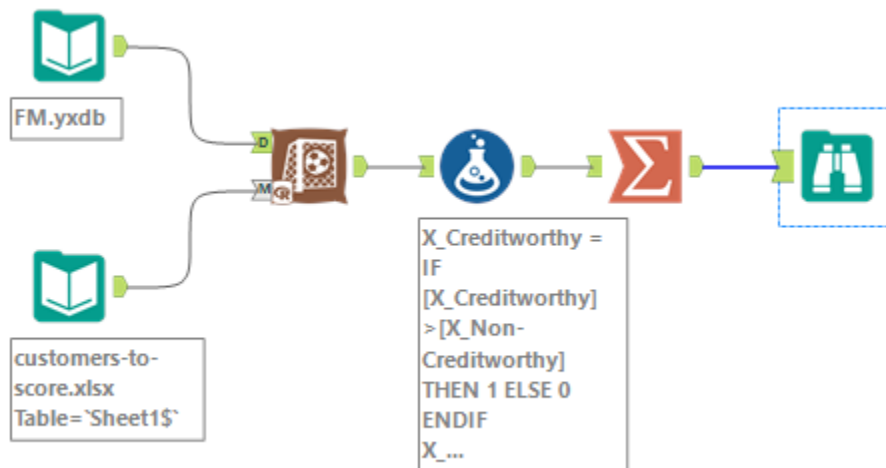 FM.yxdb
D
M
R
customers-to-
score.xlsx
Table=`Sheet1$`
X_Creditworthy =
IF
[X_Creditworthy]
>[X_Non-
Creditworthy]
THEN 1 ELSE 0
ENDIF
X_...
Σ